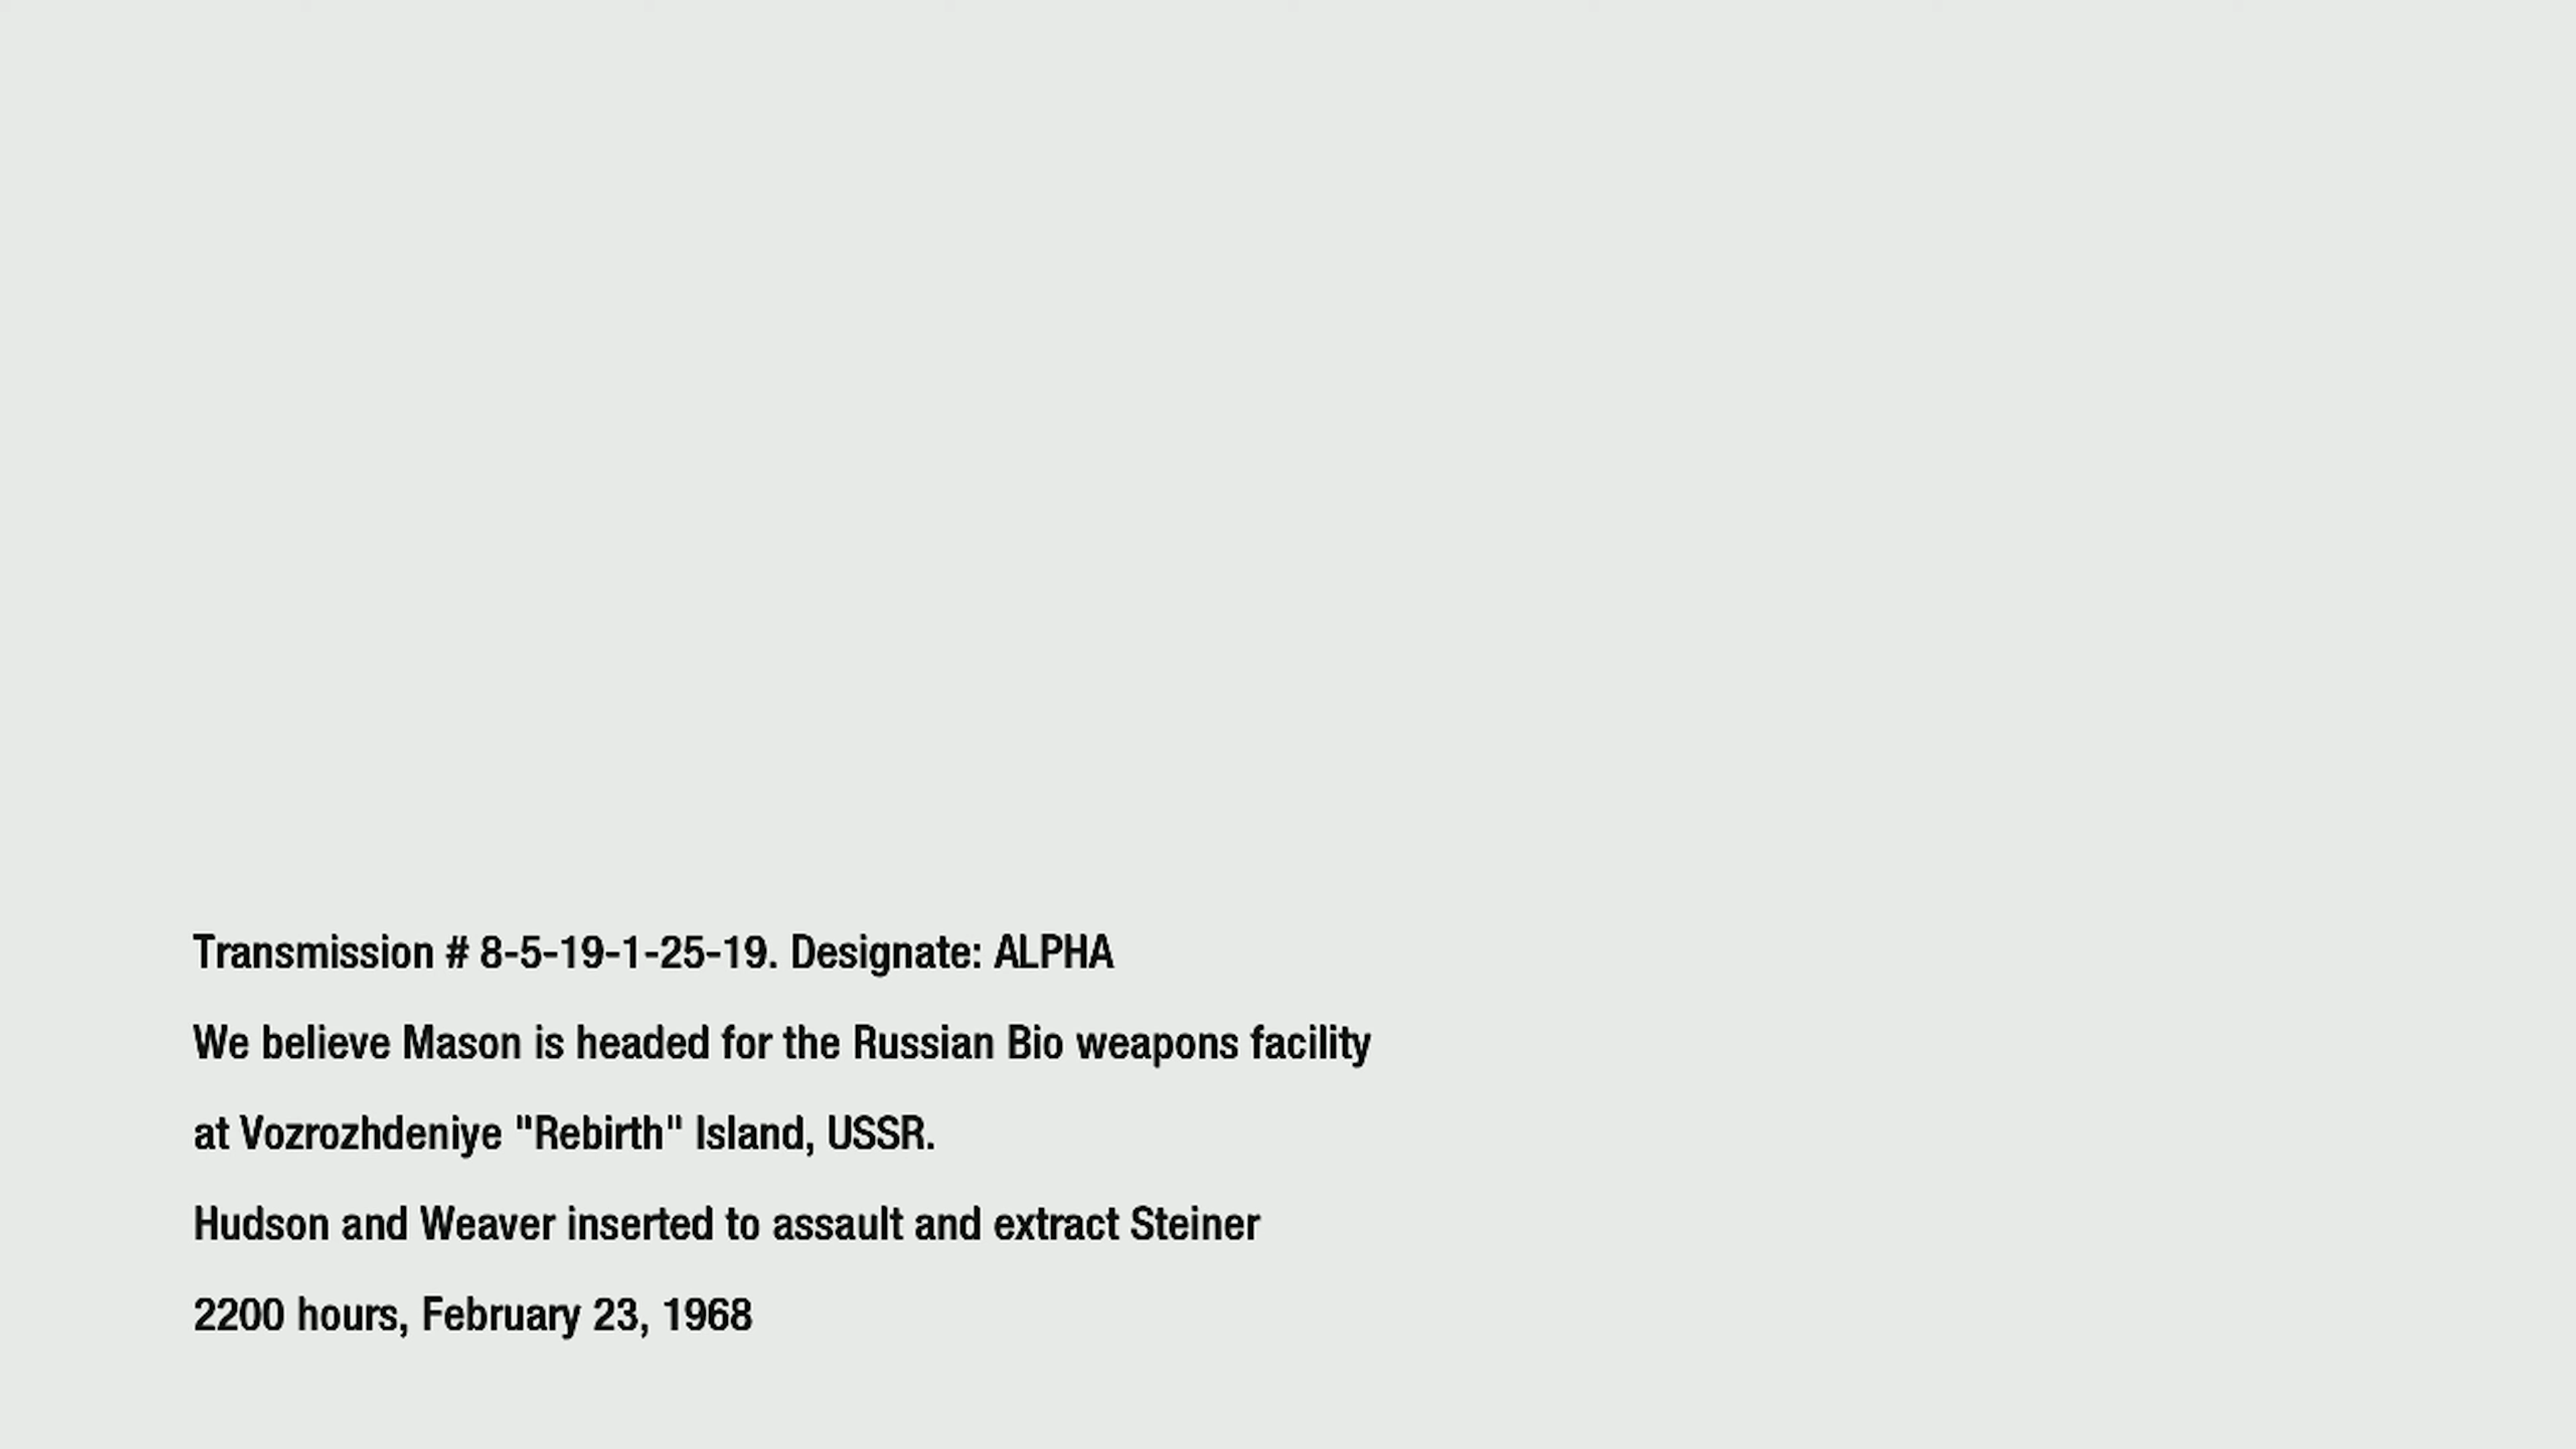 Transmission # 8-5-19-1-25-19. Designate: ALPHA
We believe Mason is headed for the Russian Bio weapons facility
at Vozrozhdeniye "Rebirth" Island, USSR.
Hudson and Weaver inserted to assault and extract Steiner
2200 hours, February 23, 1968